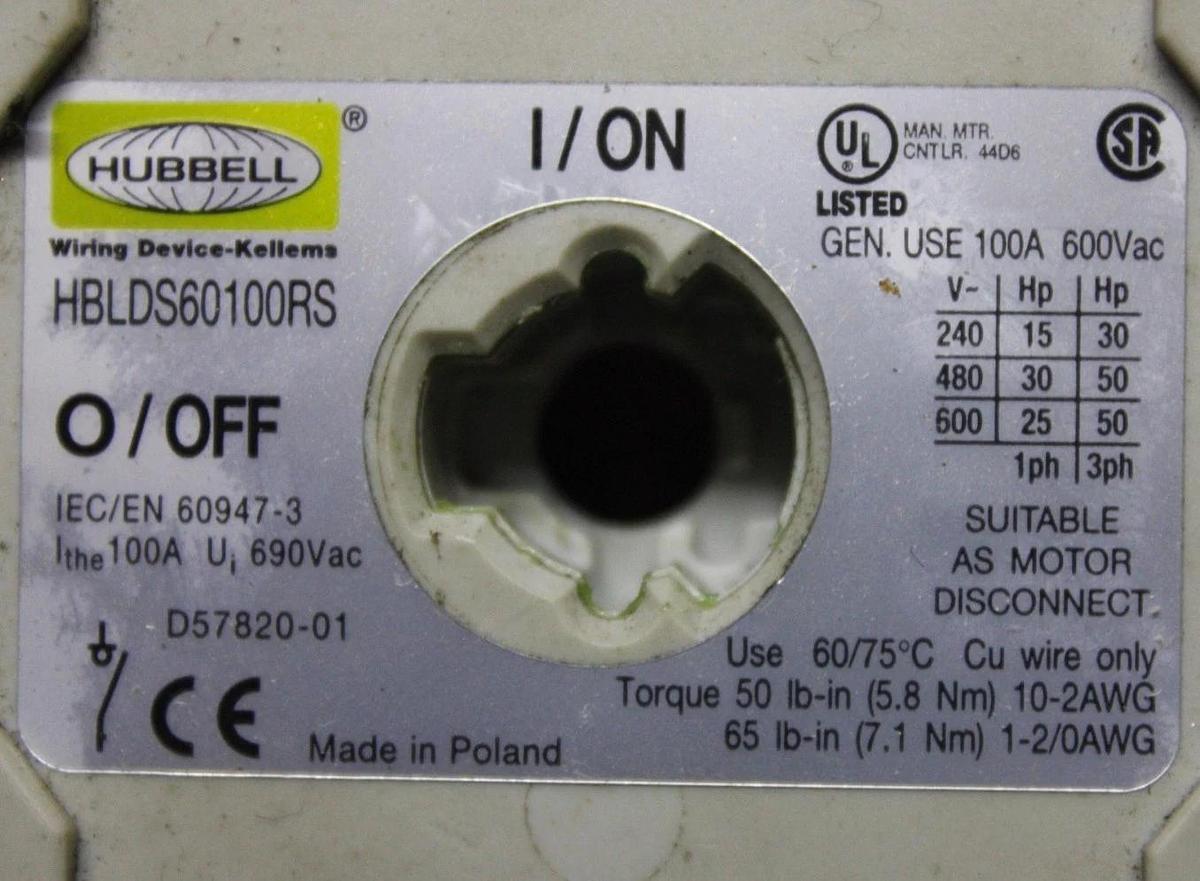 HUBBELL®
Wiring Device-Kellems
HBLDS60100RS
I / ON
O / OFF
IEC/EN 60947-3
Ithe 100A Ui 690Vac
D57820-01
CE
Made in Poland
UL® MAN. MTR.
CNTLR. 44D6
LISTED
SA
GEN. USE 100A 600Vac
V~ Hp Hp
240 15 30
480 30 50
600 25 50
1ph 3ph
SUITABLE
AS MOTOR
DISCONNECT.
Use 60/75°C Cu wire only
Torque 50 lb-in (5.8 Nm) 10-2AWG
65 lb-in (7.1 Nm) 1-2/0AWG